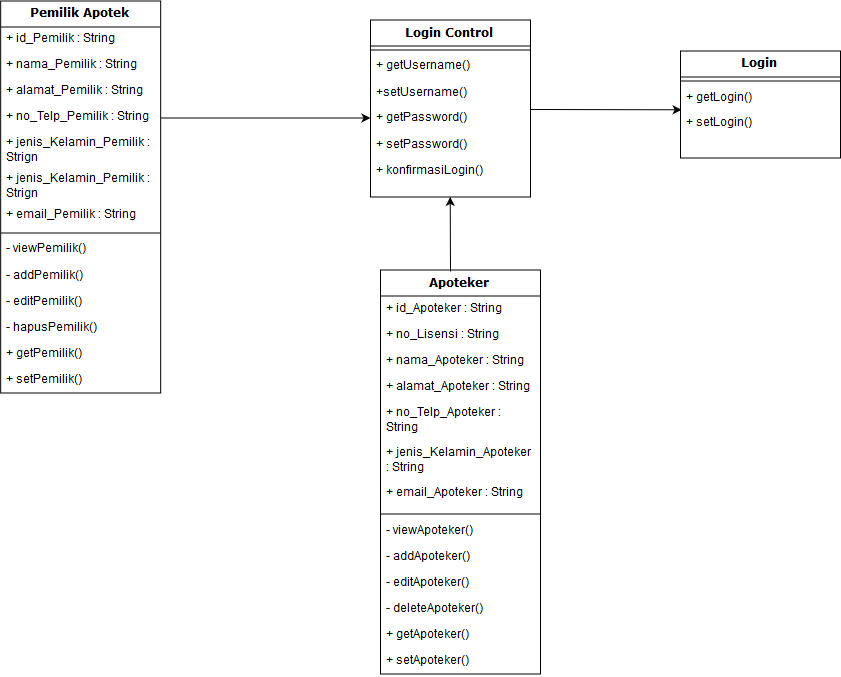 Pemilik Apotek
+ id_Pemilik : String
+ nama_Pemilik : String
+ alamat_Pemilik : String
+ no_Telp_Pemilik : String
+ jenis_Kelamin_Pemilik :
Strign
+ jenis_Kelamin_Pemilik :
Strign
+ email_Pemilik : String
- viewPemilik()
- addPemilik()
- editPemilik()
- hapusPemilik()
+ getPemilik()
+ setPemilik()
Login Control
+ getUsername()
+setUsername()
+ getPassword()
+ setPassword()
+ konfirmasiLogin()
Login
+ getLogin()
+ setLogin()
Apoteker
+ id_Apoteker : String
+ no_Lisensi : String
+ nama_Apoteker : String
+ alamat_Apoteker : String
+ no_Telp_Apoteker :
String
+ jenis_Kelamin_Apoteker
: String
+ email_Apoteker : String
- viewApoteker()
- addApoteker()
- editApoteker()
- deleteApoteker()
+ getApoteker()
+ setApoteker()